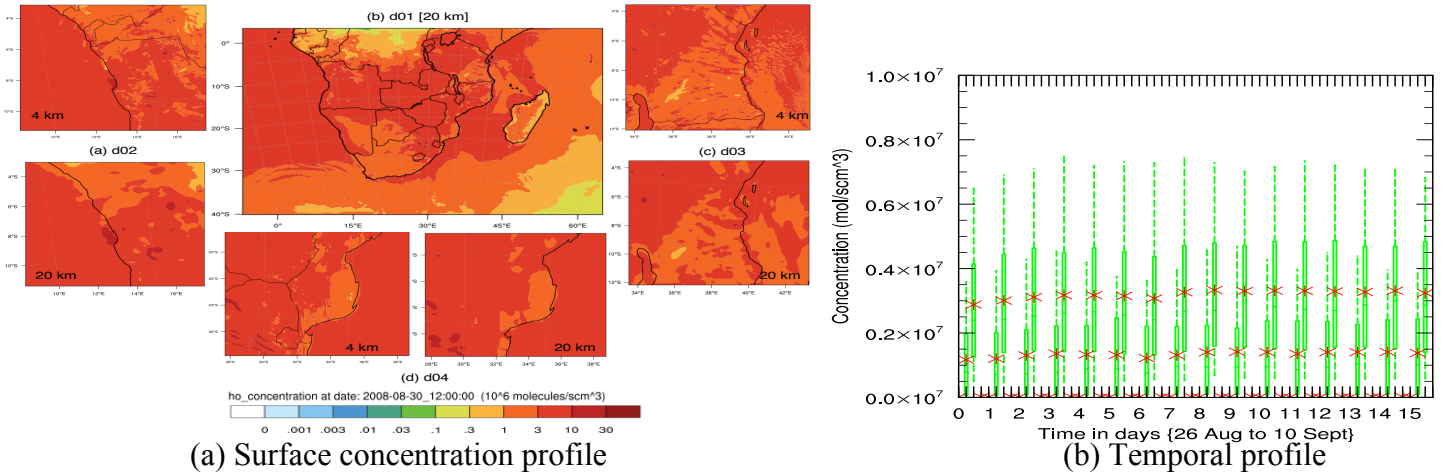 (b) d01 [20 km]
0°
10°S
20°S
30°S
40°S
0°E
15°E
30°E
45°E
60°E
4 km
(a) d02
20 km
10°E
12°E
14°E
16°E
4 km
(c) d03
20 km
34°E
36°E
38°E
40°E
42°E
4 km
20 km
(d) d04
ho_concentration at date: 2008-08-30_12:00:00 (10^6 molecules/scm^3)
0 .001 .003 .01 .03 .1 .3 1 3 10 30
(a) Surface concentration profile
Concentration (mol/scm^3)
1.0×10⁷
0.8×10⁷
0.6×10⁷
0.4×10⁷
0.2×10⁷
0.0×10⁰
0 1 2 3 4 5 6 7 8 9 10 11 12 13 14 15
Time in days {26 Aug to 10 Sept}
(b) Temporal profile